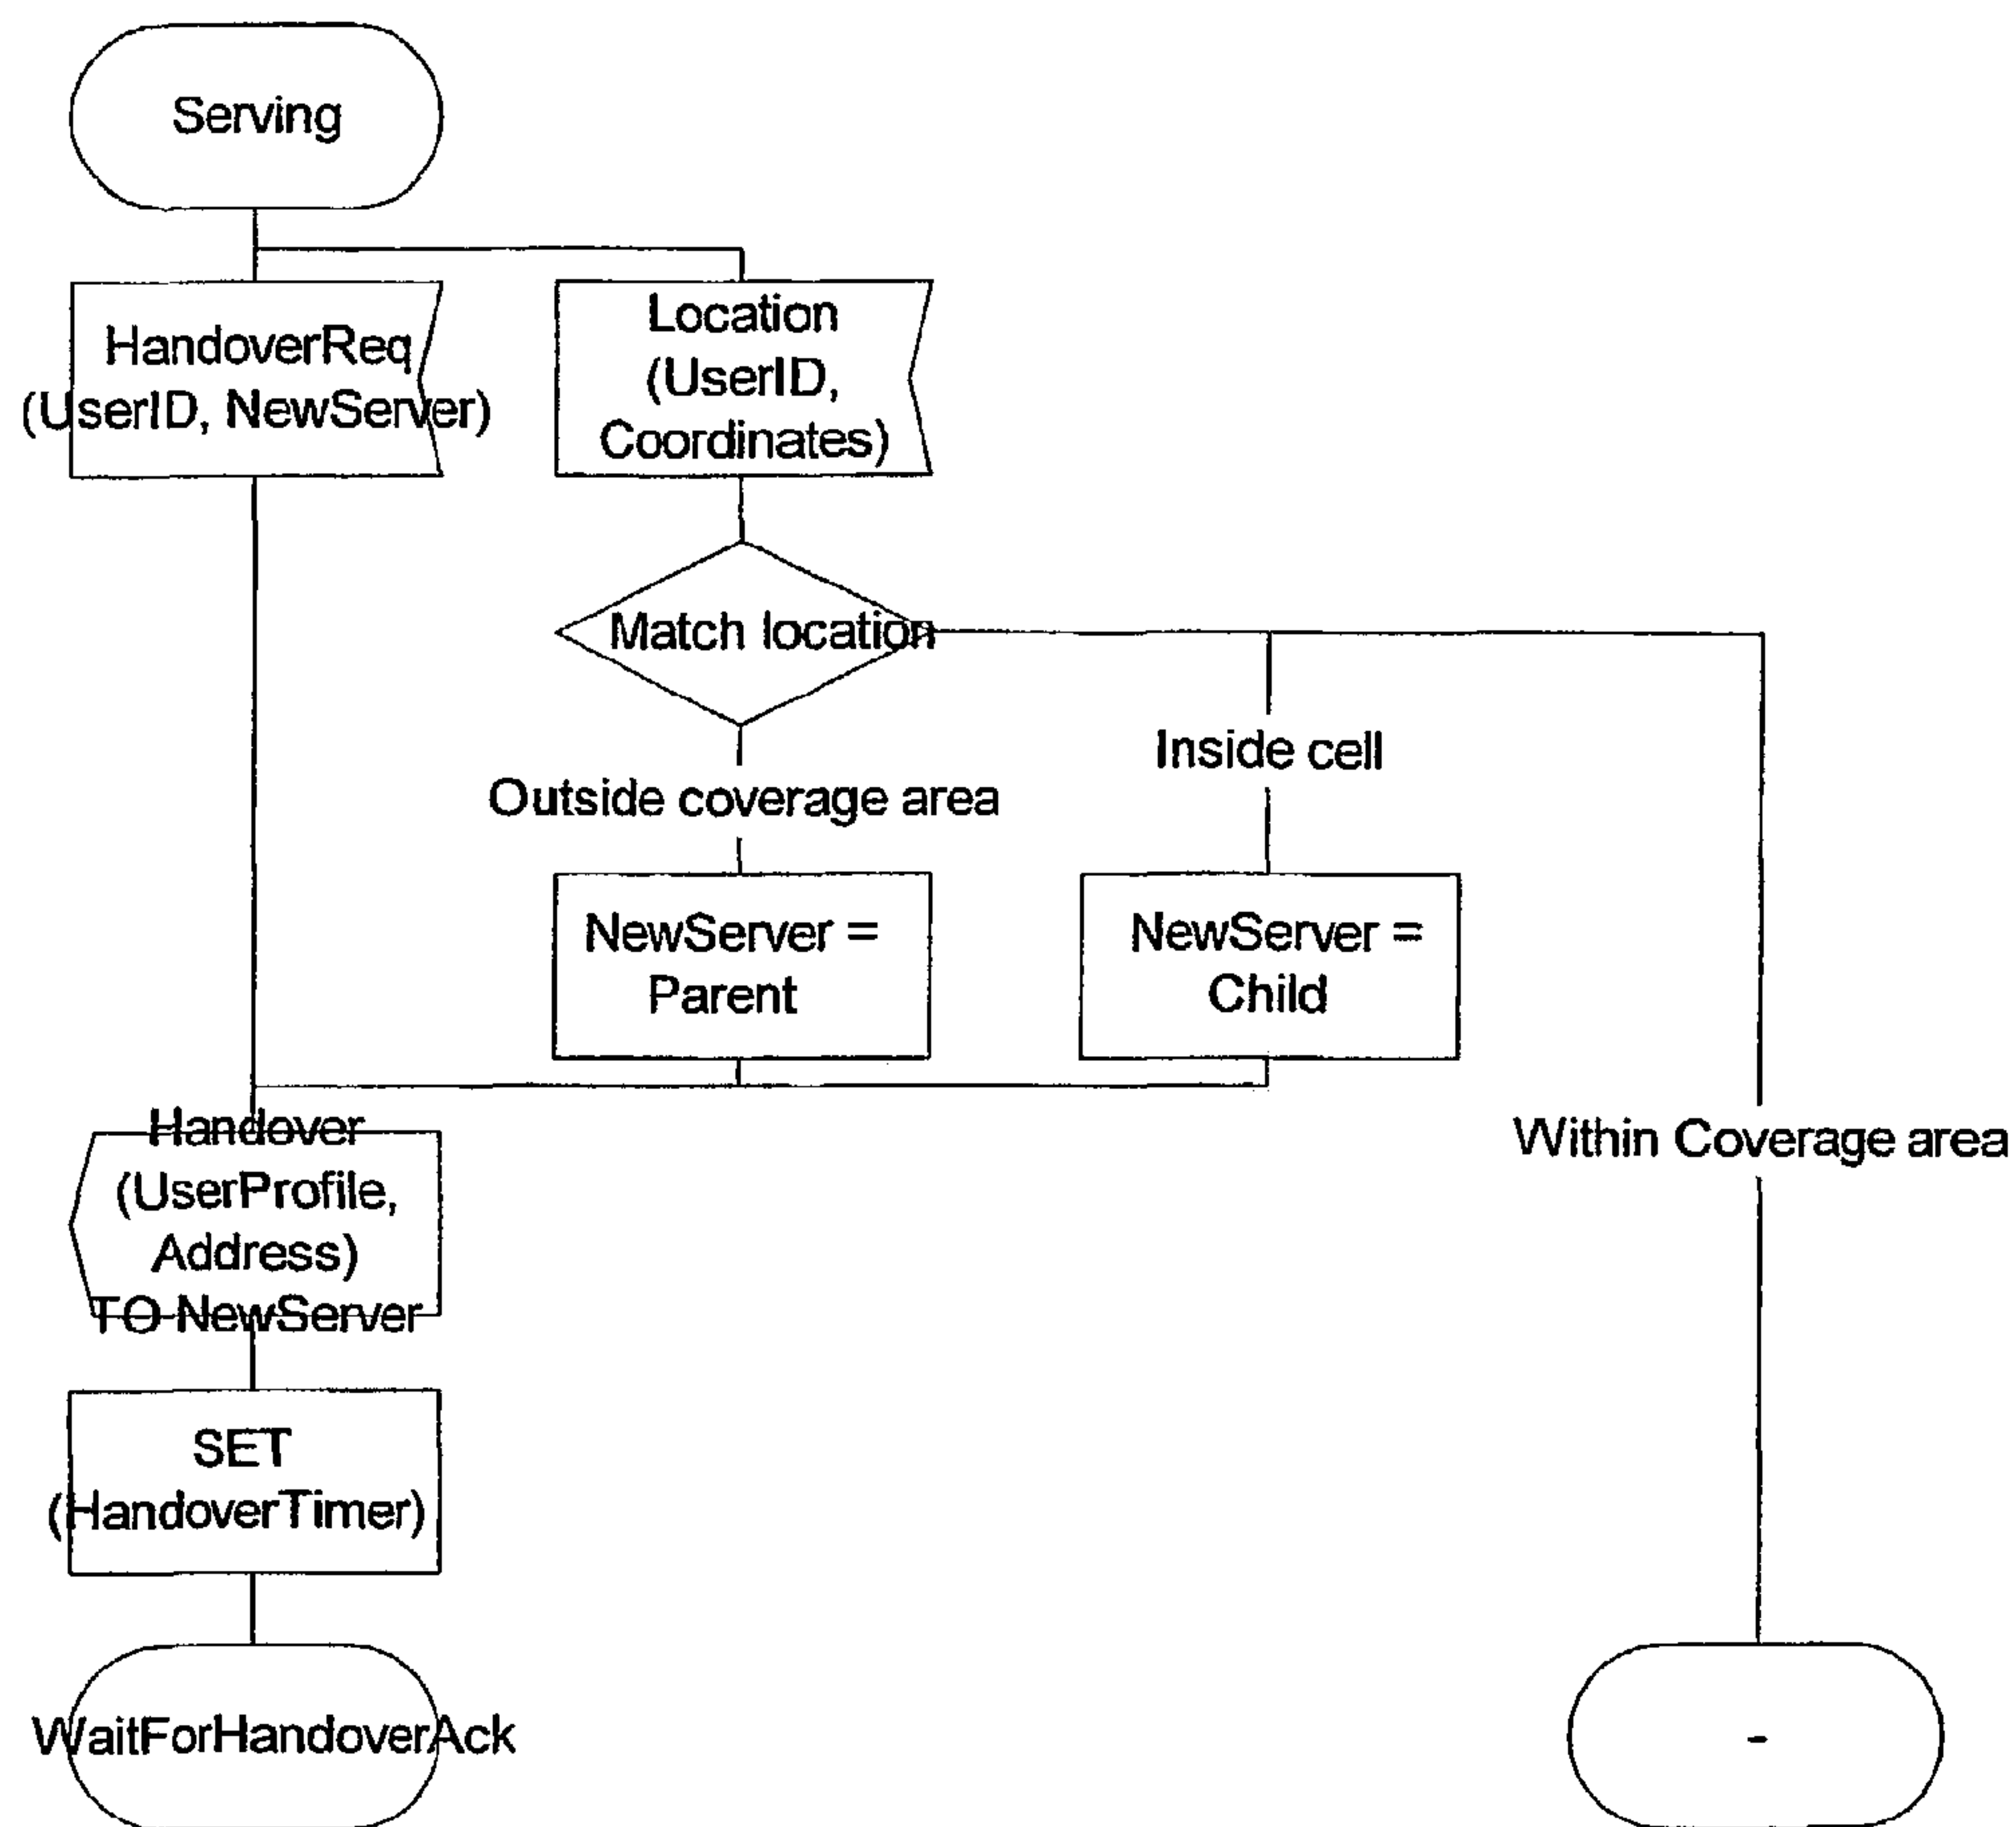 Serving
HandoverReq
(UserID, NewServer)
Location
(UserID,
Coordinates)
Match location
Inside cell
Outside coverage area
NewServer =
Parent
NewServer =
Child
Within Coverage area
Handover
(UserProfile,
Address)
TO NewServer
SET
(HandoverTimer)
WaitForHandoverAck
-